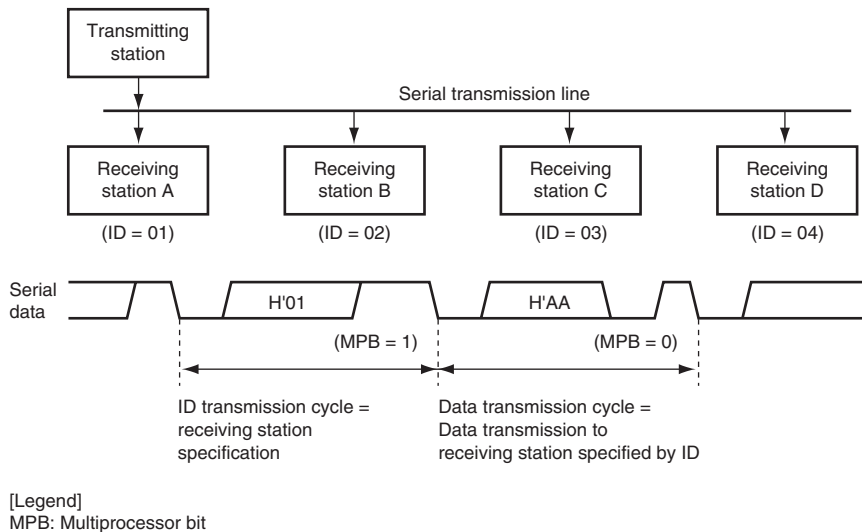 Transmitting
station
Serial transmission line
Receiving
station A
Receiving
station B
Receiving
station C
Receiving
station D
(ID = 01)
(ID = 02)
(ID = 03)
(ID = 04)
Serial
data
H'01
H'AA
(MPB = 1)
(MPB = 0)
ID transmission cycle =
receiving station
specification
Data transmission cycle =
Data transmission to
receiving station specified by ID
[Legend]
MPB: Multiprocessor bit